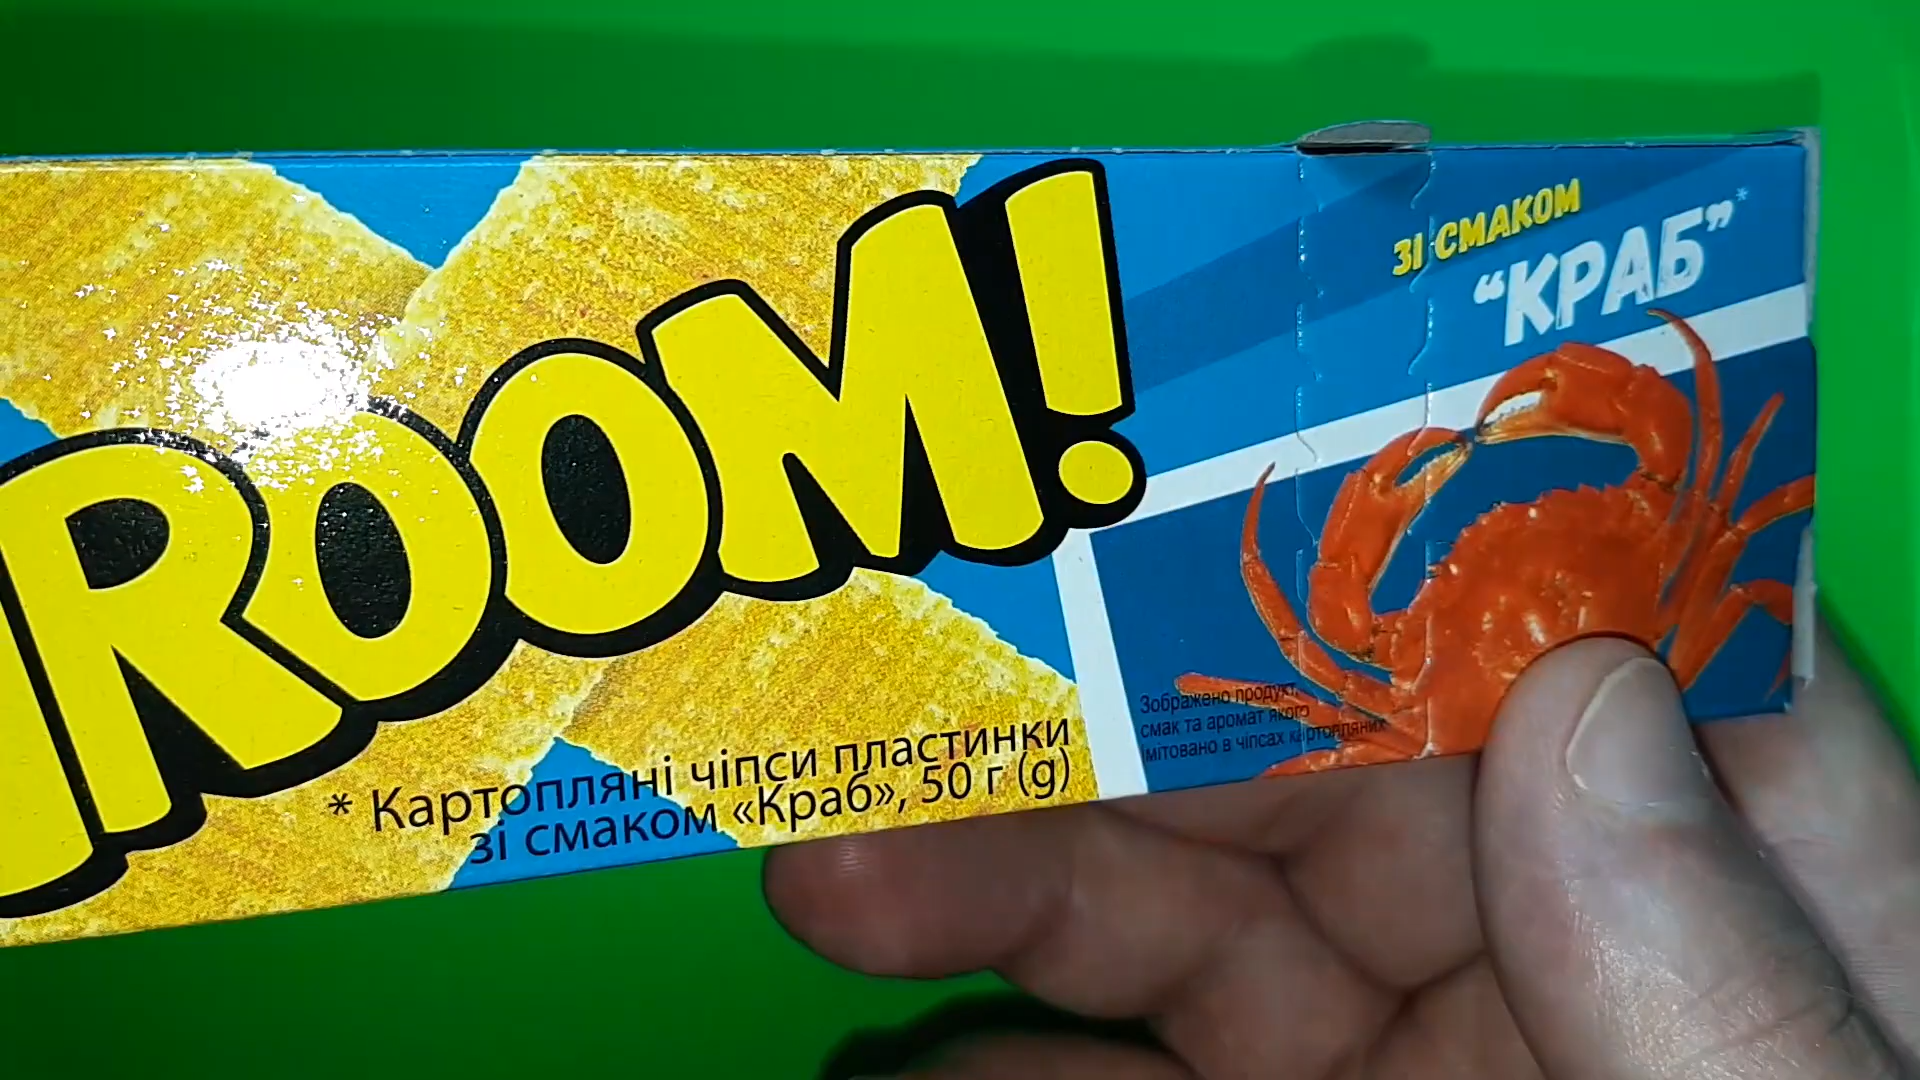 ROOM!
ЗІ СМАКОМ
“КРАБ”*
* Картопляні чіпси пластинки
зі смаком «Краб», 50 г (g)
Зображено продукт,
смак та аромат якого
імітовано в чіпсах картопляних